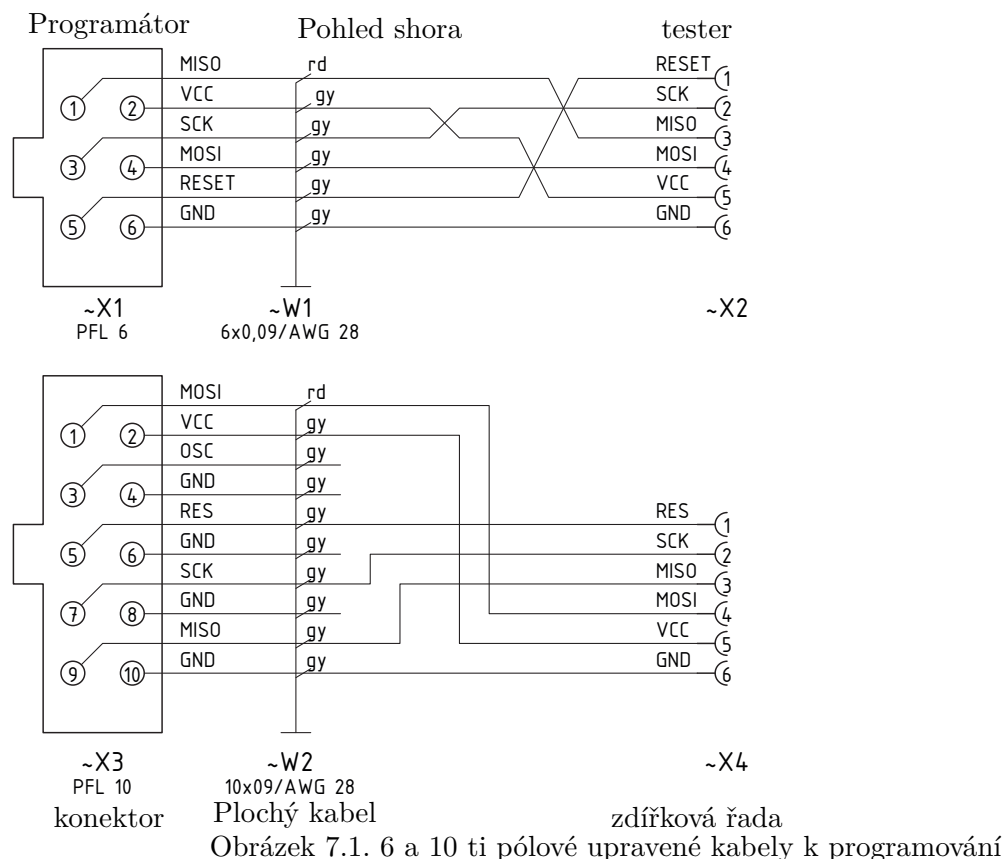 Programátor Pohled shora tester
MISO rd RESET 1
1 2 VCC gy SCK 2
SCK gy MISO 3
3 4 MOSI gy MOSI 4
RESET gy VCC 5
5 6 GND gy GND 6
~X1 ~W1 ~X2
PFL 6 6x0,09/AWG 28
MOSI rd
1 2 VCC gy
OSC gy
3 4 GND gy
RES gy RES 1
5 6 GND gy SCK 2
SCK gy MISO 3
7 8 GND gy MOSI 4
MISO gy VCC 5
9 10 GND gy GND 6
~X3 ~W2 ~X4
PFL 10 10x09/AWG 28
konektor Plochý kabel zdířková řada
Obrázek 7.1. 6 a 10 ti pólové upravené kabely k programování